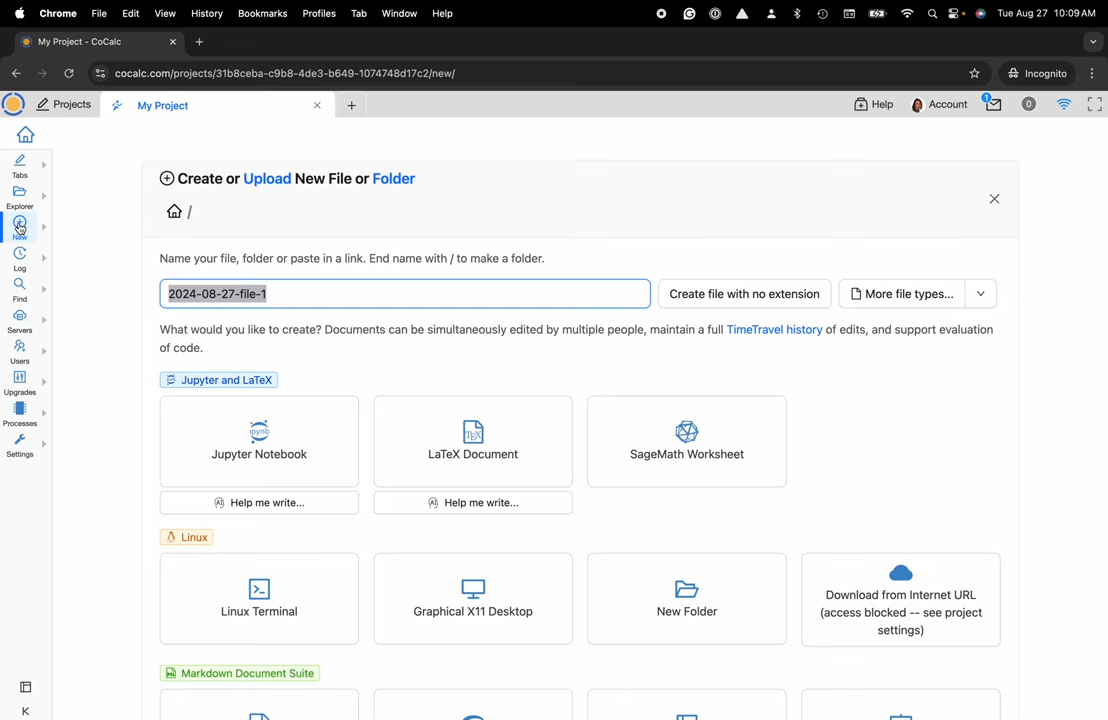 Chrome File Edit View History Bookmarks Profiles Tab Window Help Tue Aug 27 10:09 AM
My Project - CoCalc
cocalc.com/projects/31b8ceba-c9b8-4de3-b649-1074748d17c2/new/ Incognito
Projects My Project Help Account 1 0
Tabs
Explorer
New
Log
Find
Servers
Users
Upgrades
Processes
Settings
Create or Upload New File or Folder
/
Name your file, folder or paste in a link. End name with / to make a folder.
2024-08-27-file-1 Create file with no extension More file types...
What would you like to create? Documents can be simultaneously edited by multiple people, maintain a full TimeTravel history of edits, and support evaluation
of code.
Jupyter and LaTeX
ipynb
Jupyter Notebook
TEX
LaTeX Document
SageMath Worksheet
AI Help me write...
AI Help me write...
Linux
Linux Terminal
Graphical X11 Desktop
New Folder
Download from Internet URL
(access blocked -- see project
settings)
Markdown Document Suite